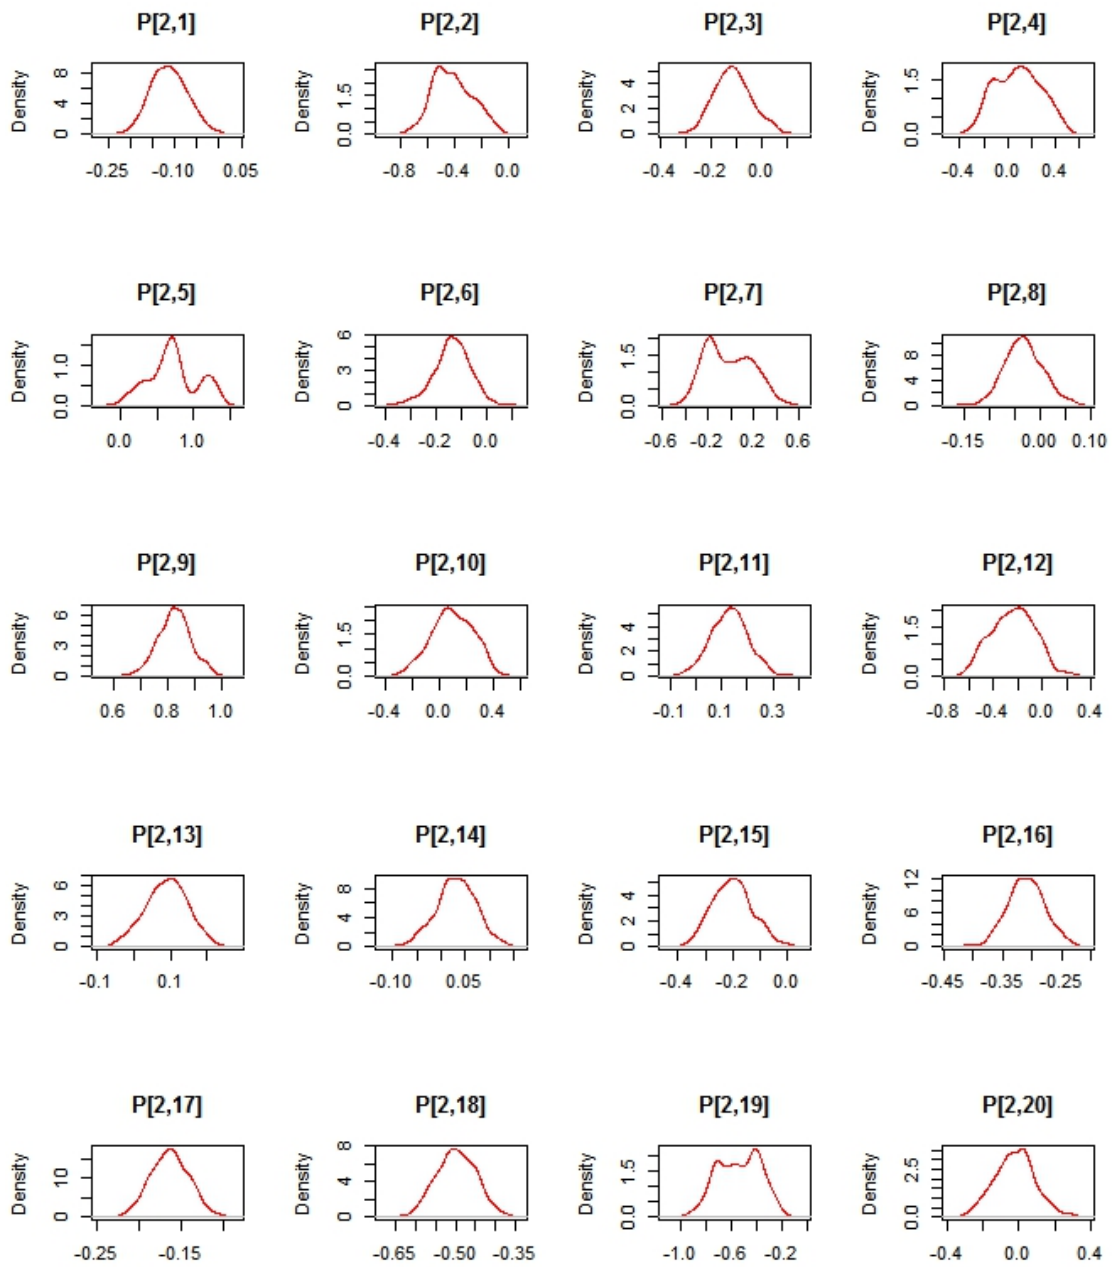 P[2,1] P[2,2] P[2,3] P[2,4]
Density 0 4 8 Density 0.0 1.5 Density 0 2 4 Density 0.0 1.5
-0.25 -0.10 0.05 -0.8 -0.4 0.0 -0.4 -0.2 0.0 -0.4 0.0 0.4
P[2,5] P[2,6] P[2,7] P[2,8]
Density 0.0 1.0 Density 0 3 6 Density 0.0 1.5 Density 0 4 8
0.0 1.0 -0.4 -0.2 0.0 -0.6 -0.2 0.2 0.6 -0.15 0.00 0.10
P[2,9] P[2,10] P[2,11] P[2,12]
Density 0 3 6 Density 0.0 1.5 Density 0 2 4 Density 0.0 1.5
0.6 0.8 1.0 -0.4 0.0 0.4 -0.1 0.1 0.3 -0.8 -0.4 0.0 0.4
P[2,13] P[2,14] P[2,15] P[2,16]
Density 0 3 6 Density 0 4 8 Density 0 2 4 Density 0 6 12
-0.1 0.1 -0.10 0.05 -0.4 -0.2 0.0 -0.45 -0.35 -0.25
P[2,17] P[2,18] P[2,19] P[2,20]
Density 0 10 Density 0 4 8 Density 0.0 1.5 Density 0.0 2.5
-0.25 -0.15 -0.65 -0.50 -0.35 -1.0 -0.6 -0.2 -0.4 0.0 0.4